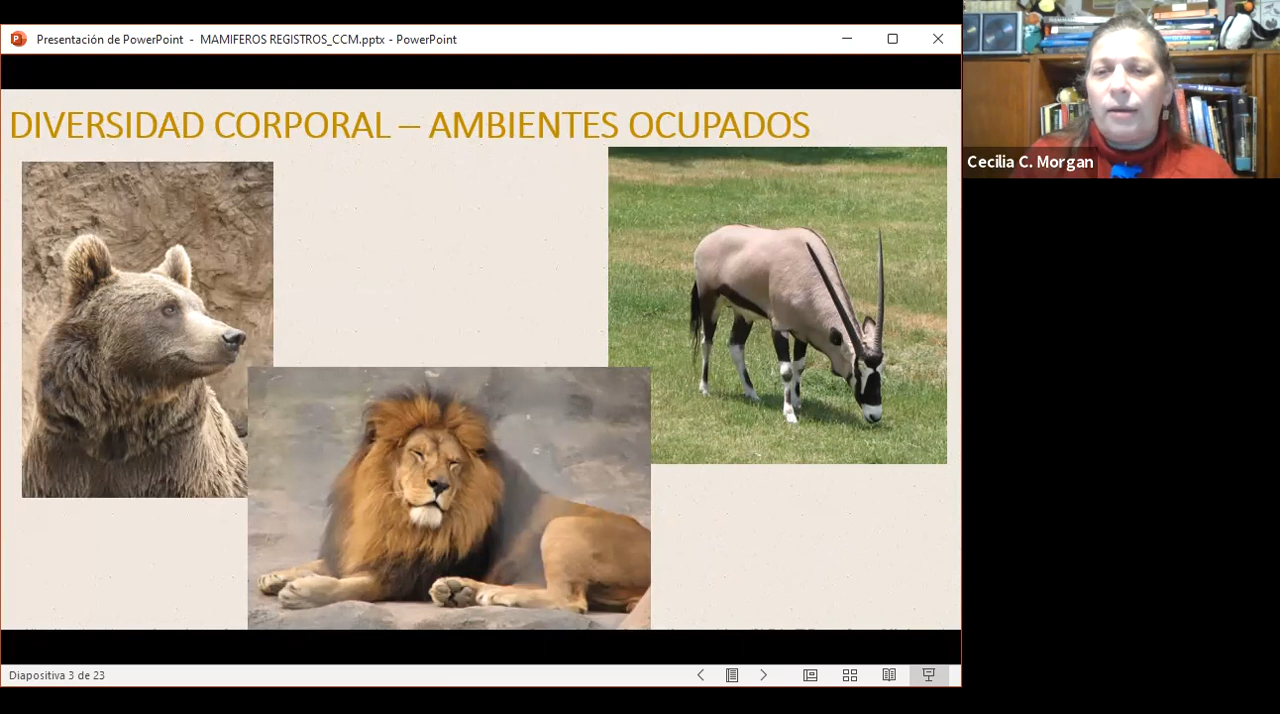 Presentación de PowerPoint - MAMIFEROS REGISTROS_CCM.pptx - PowerPoint
DIVERSIDAD CORPORAL – AMBIENTES OCUPADOS
Cecilia C. Morgan
Diapositiva 3 de 23